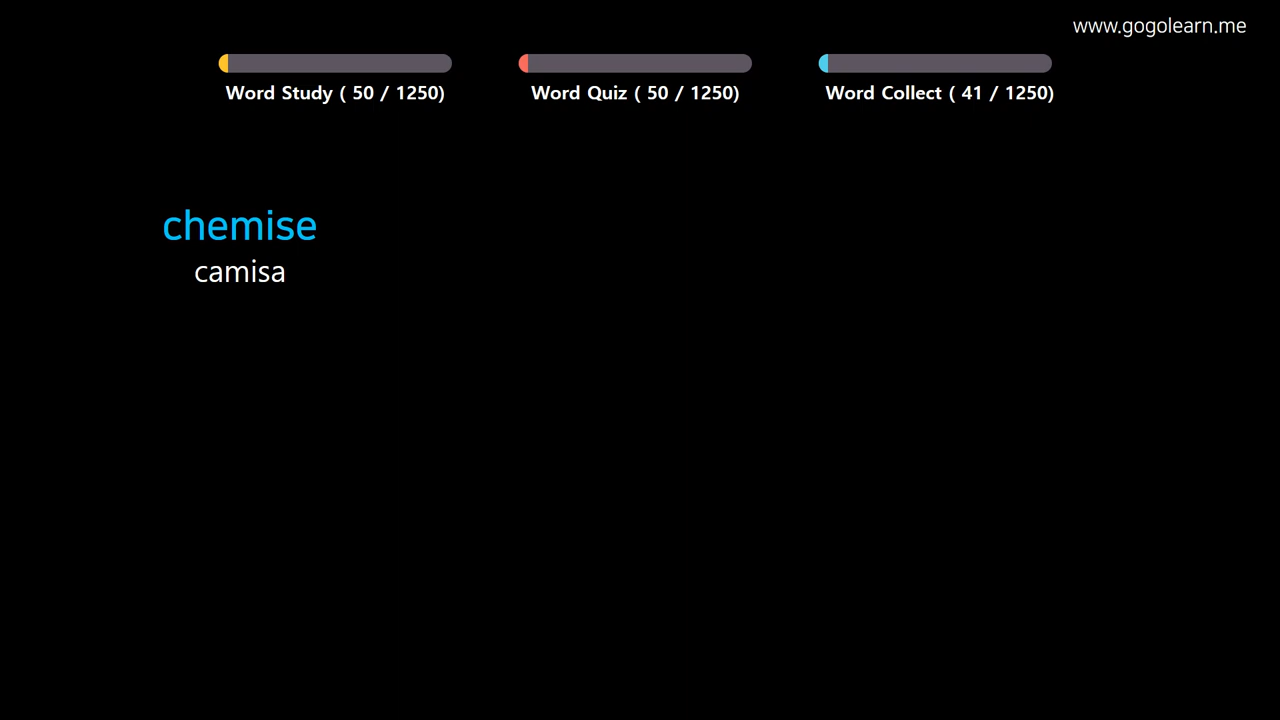 www.gogolearn.me
Word Study ( 50 / 1250)
Word Quiz ( 50 / 1250)
Word Collect ( 41 / 1250)
chemise
camisa